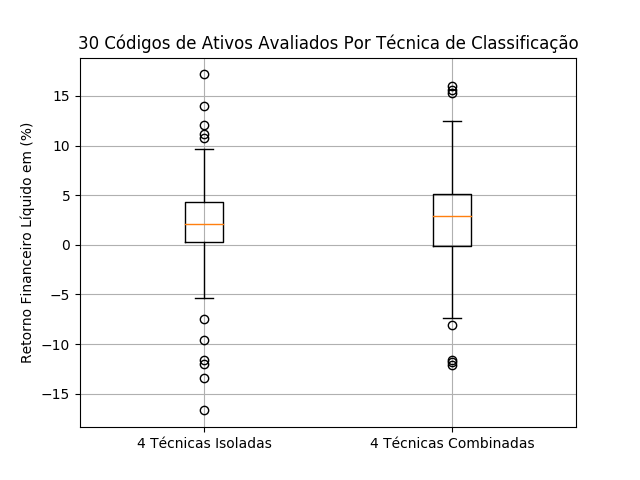 30 Códigos de Ativos Avaliados Por Técnica de Classificação
Retorno Financeiro Líquido em (%)
15
10
5
0
−5
−10
−15
4 Técnicas Isoladas
4 Técnicas Combinadas